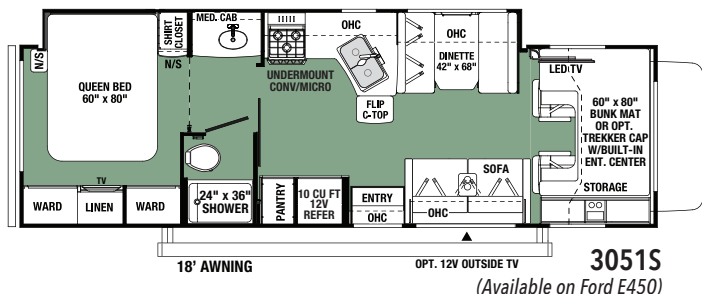 MED. CAB
SHIRT
CLOSET
N/S
N/S
QUEEN BED
60" x 80"
TV
WARD
LINEN
WARD
24" x 36"
SHOWER
OHC
UNDERMOUNT
CONV/MICRO
FLIP
C-TOP
OHC
DINETTE
42" x 68"
LED TV
60" x 80"
BUNK MAT
OR OPT.
TREKKER CAP
W/BUILT-IN
ENT. CENTER
STORAGE
PANTRY
10 CU FT
12V
REFER
ENTRY
OHC
SOFA
OHC
18' AWNING
OPT. 12V OUTSIDE TV
3051S
(Available on Ford E450)